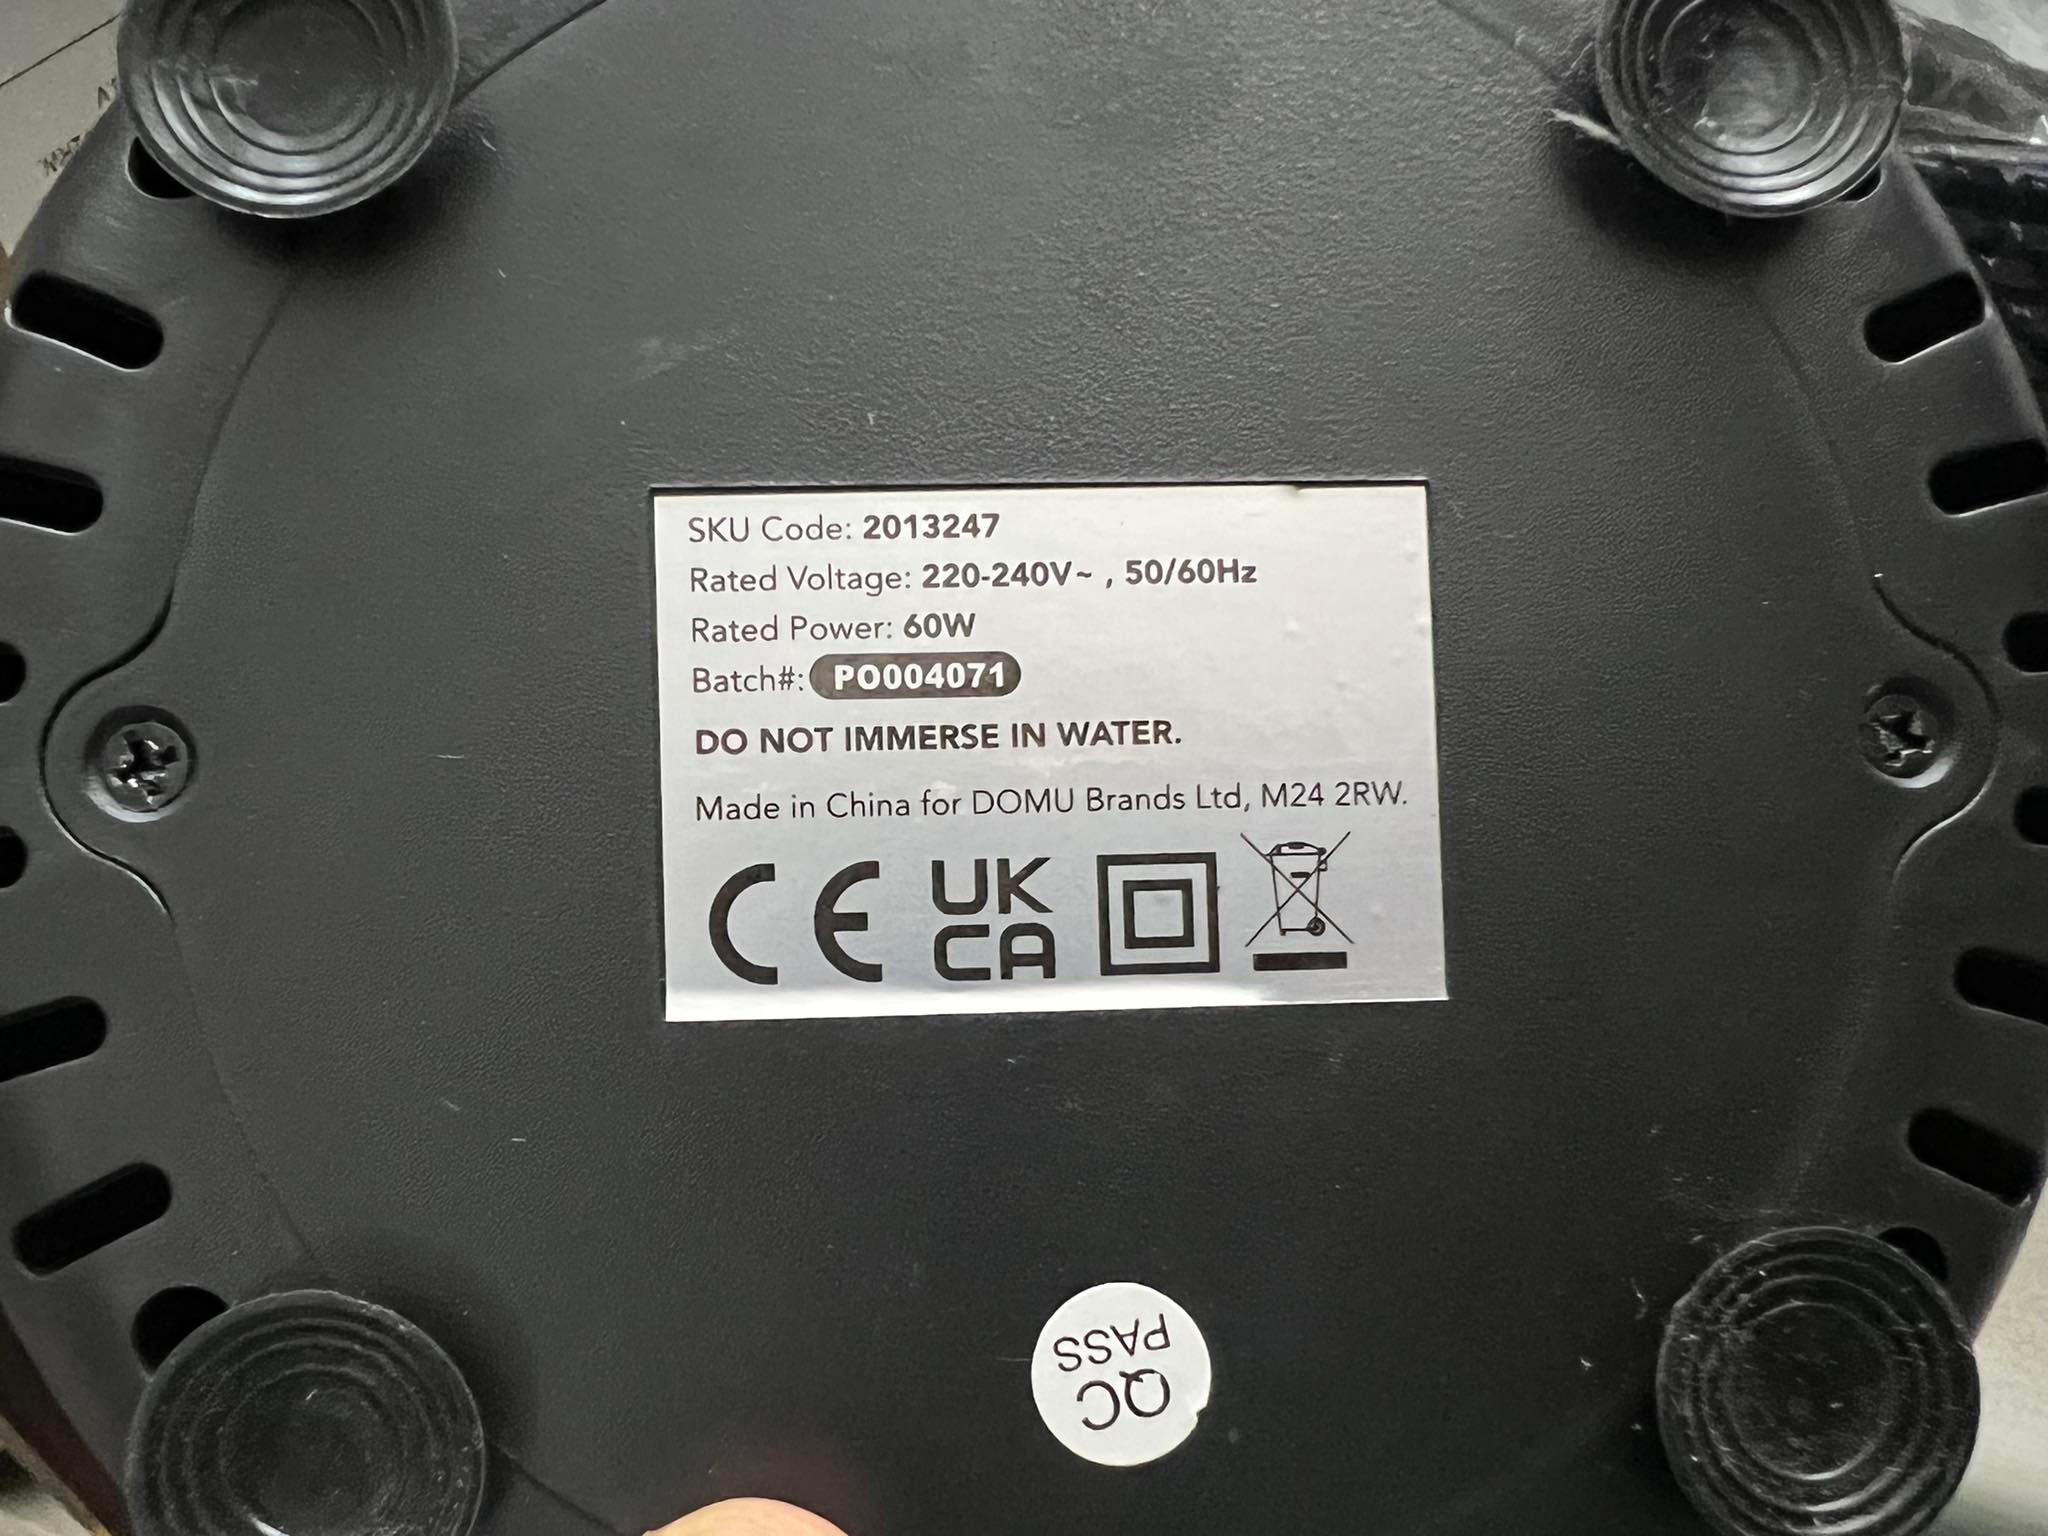 SKU Code: 2013247
Rated Voltage: 220-240V~ , 50/60Hz
Rated Power: 60W
Batch#: PO004071
DO NOT IMMERSE IN WATER.
Made in China for DOMU Brands Ltd, M24 2RW.
CE UK
CA
QC
PASS